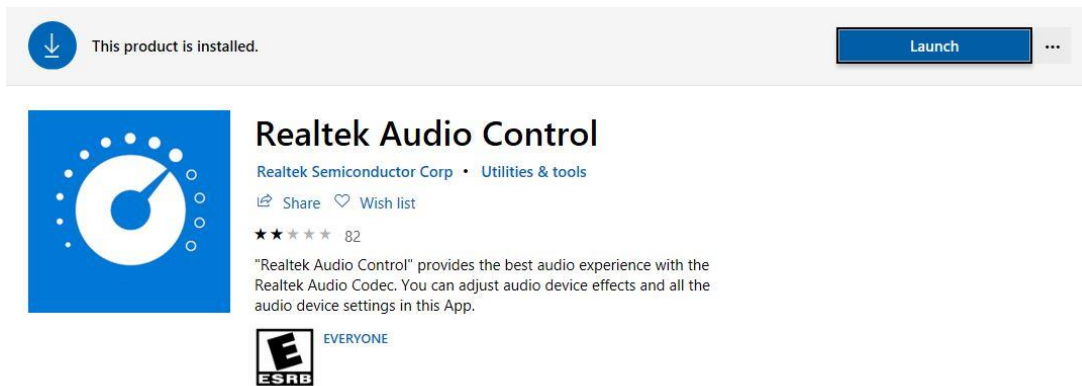 This product is installed.
Launch
...
Realtek Audio Control
Realtek Semiconductor Corp • Utilities & tools
Share Wish list
82
"Realtek Audio Control" provides the best audio experience with the
Realtek Audio Codec. You can adjust audio device effects and all the
audio device settings in this App.
E
EVERYONE
ESRB